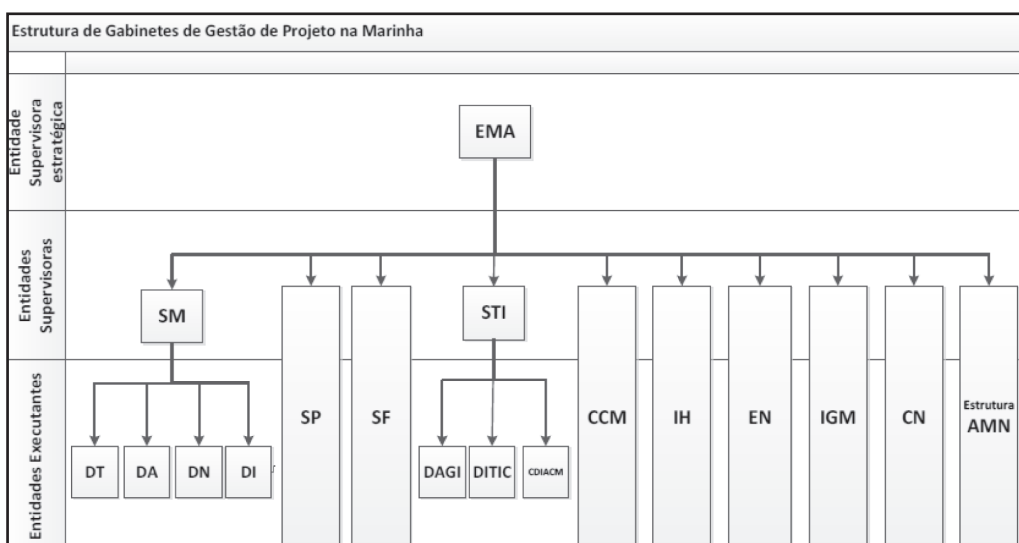 Estrutura de Gabinetes de Gestão de Projeto na Marinha
Entidade
Supervisora
estratégica
EMA
Entidades
Supervisoras
SM
STI
Entidades Executantes
SP
SF
CCM
IH
EN
IGM
CN
Estrutura
AMN
DT
DA
DN
DI
DAGI
DITIC
CDIACM